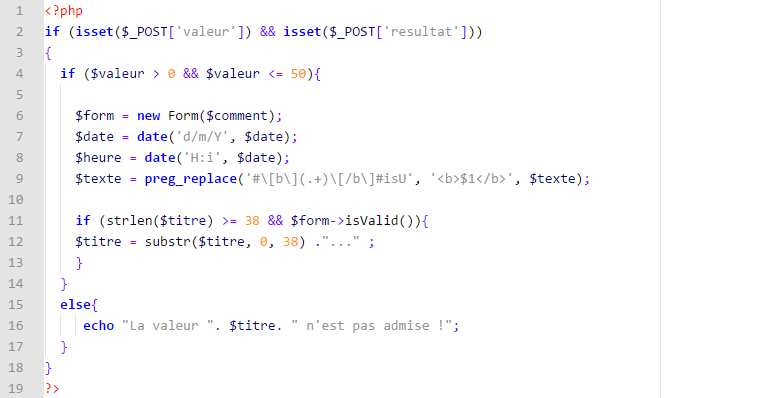 1 <?php
2 if (isset($_POST['valeur']) && isset($_POST['resultat']))
3 {
4 if ($valeur > 0 && $valeur <= 50){
5
6 $form = new Form($comment);
7 $date = date('d/m/Y', $date);
8 $heure = date('H:i', $date);
9 $texte = preg_replace('#\[b\](.+)\[/b\]#isU', '<b>$1</b>', $texte);
10
11 if (strlen($titre) >= 38 && $form->isValid()){
12 $titre = substr($titre, 0, 38) ."..." ;
13 }
14 }
15 else{
16 echo "La valeur ". $titre. " n'est pas admise !";
17 }
18 }
19 ?>